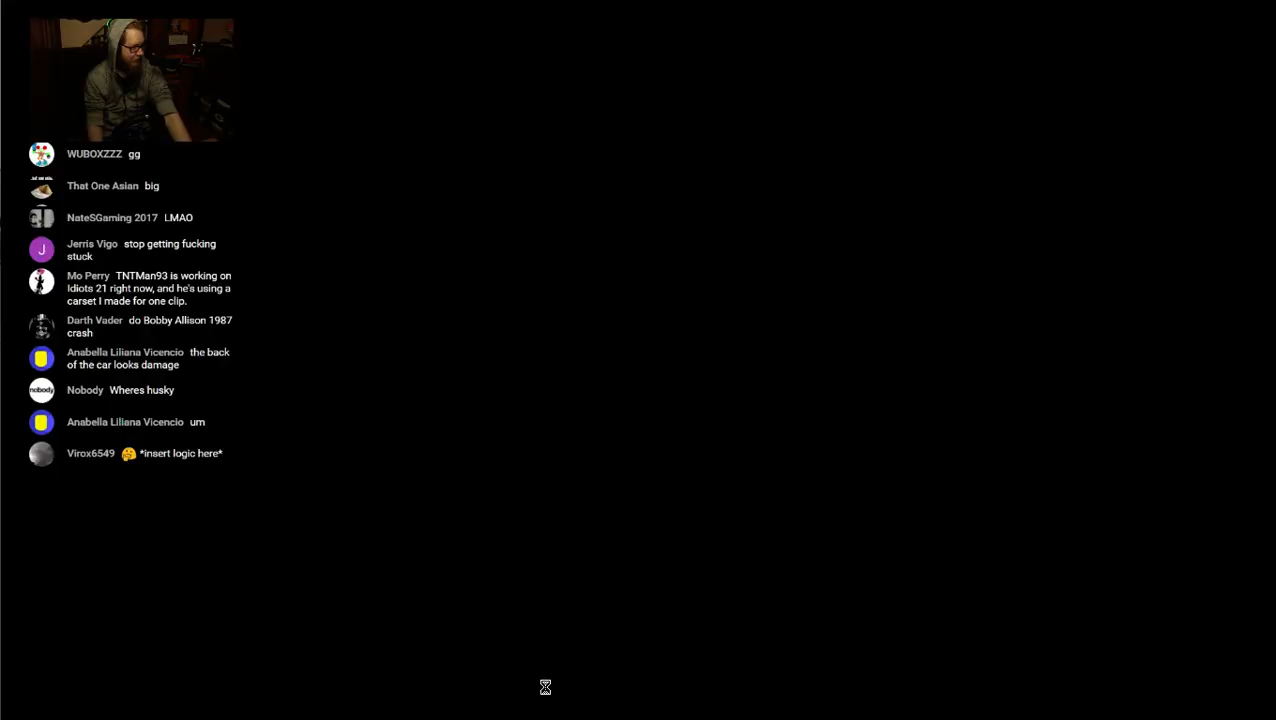 WUBOXZZZ gg
That One Asian big
NateSGaming 2017 LMAO
J
Jerris Vigo stop getting fucking
stuck
Mo Perry TNTMan93 is working on
Idiots 21 right now, and he's using a
carset I made for one clip.
Darth Vader do Bobby Allison 1987
crash
Anabella Liliana Vicencio the back
of the car looks damage
nobody
Nobody Wheres husky
Anabella Liliana Vicencio um
Virox6549 🤔 *insert logic here*